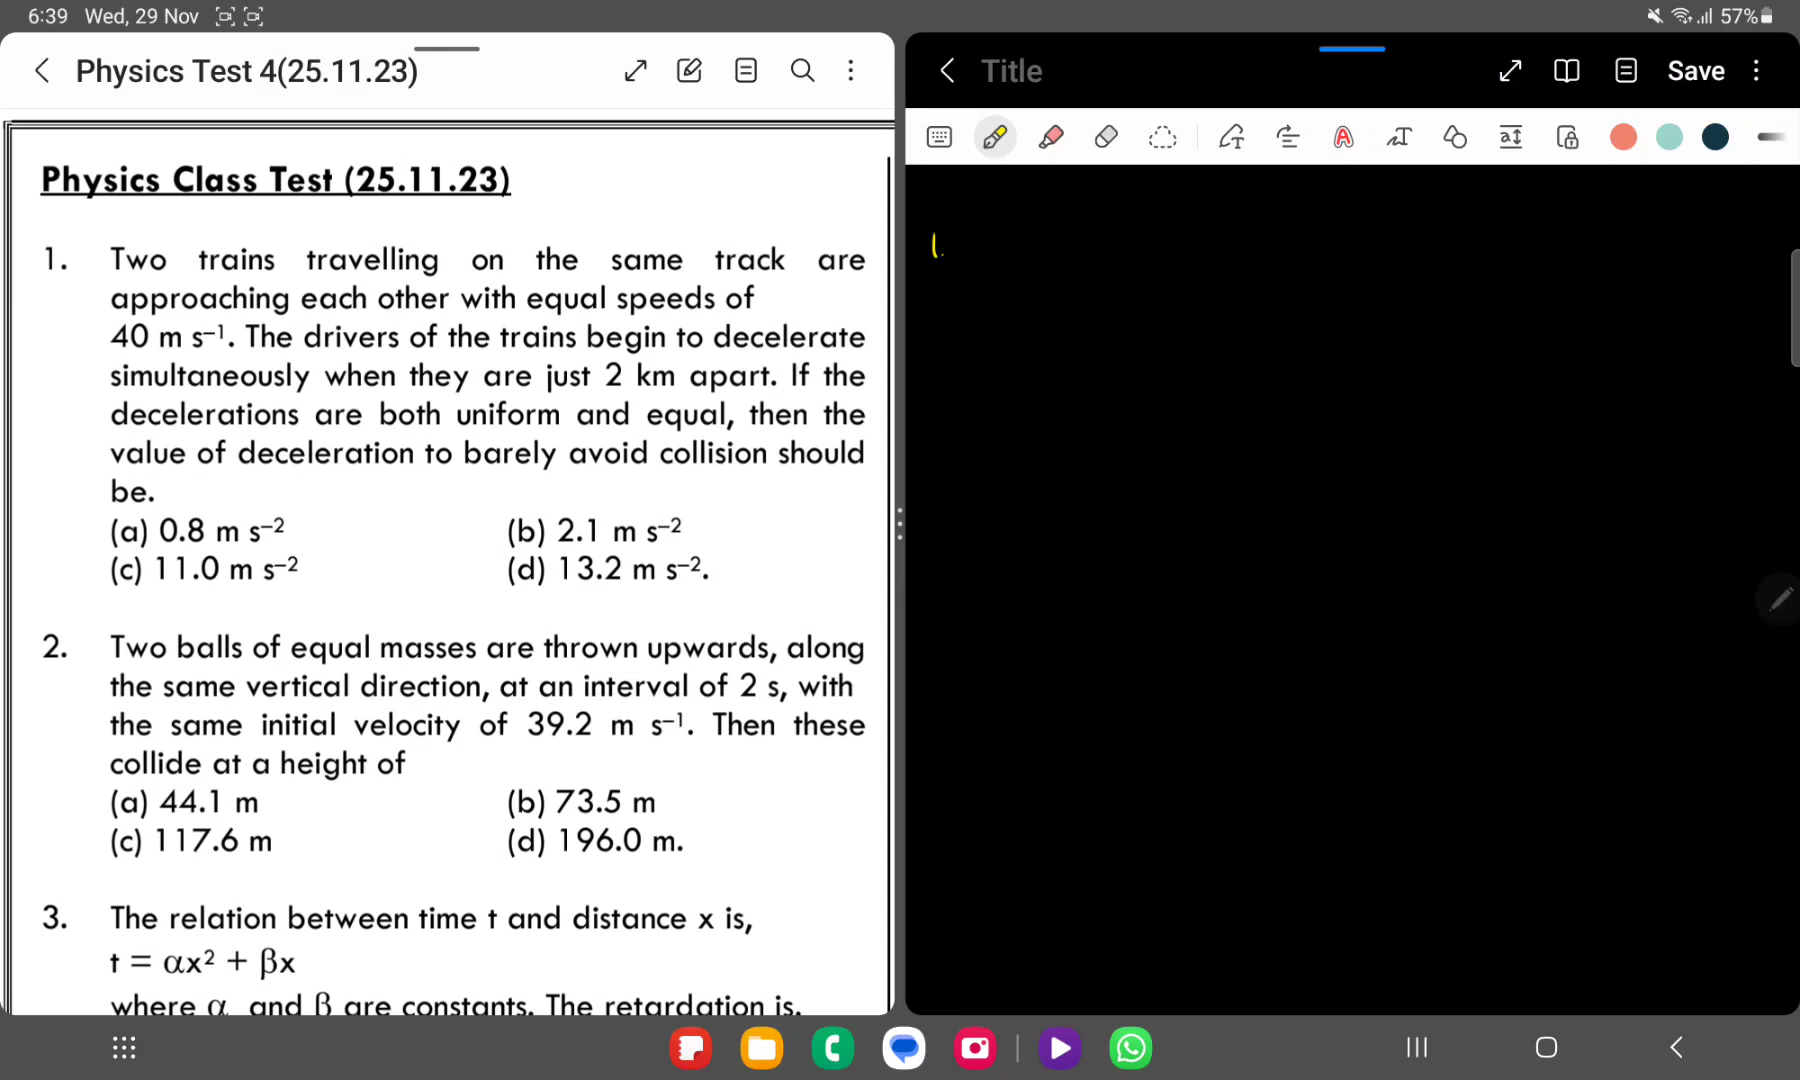 6:39 Wed, 29 Nov
57%
Physics Test 4(25.11.23)
Title
Save
Physics Class Test (25.11.23)
1. Two trains travelling on the same track are
approaching each other with equal speeds of
40 m s⁻¹. The drivers of the trains begin to decelerate
simultaneously when they are just 2 km apart. If the
decelerations are both uniform and equal, then the
value of deceleration to barely avoid collision should
be.
(a) 0.8 m s⁻² (b) 2.1 m s⁻²
(c) 11.0 m s⁻² (d) 13.2 m s⁻².
2. Two balls of equal masses are thrown upwards, along
the same vertical direction, at an interval of 2 s, with
the same initial velocity of 39.2 m s⁻¹. Then these
collide at a height of
(a) 44.1 m (b) 73.5 m
(c) 117.6 m (d) 196.0 m.
3. The relation between time t and distance x is,
t = αx² + βx
where α and β are constants. The retardation is.
1.